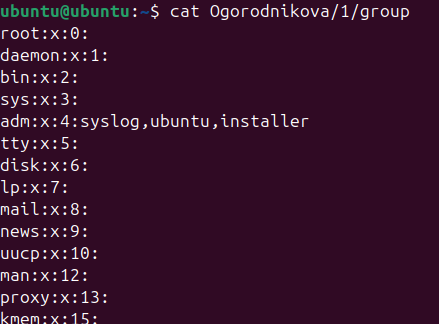 ubuntu@ubuntu:~$ cat Ogorodnikova/1/group
root:x:0:
daemon:x:1:
bin:x:2:
sys:x:3:
adm:x:4:syslog,ubuntu,installer
tty:x:5:
disk:x:6:
lp:x:7:
mail:x:8:
news:x:9:
uucp:x:10:
man:x:12:
proxy:x:13:
kmem:x:15: